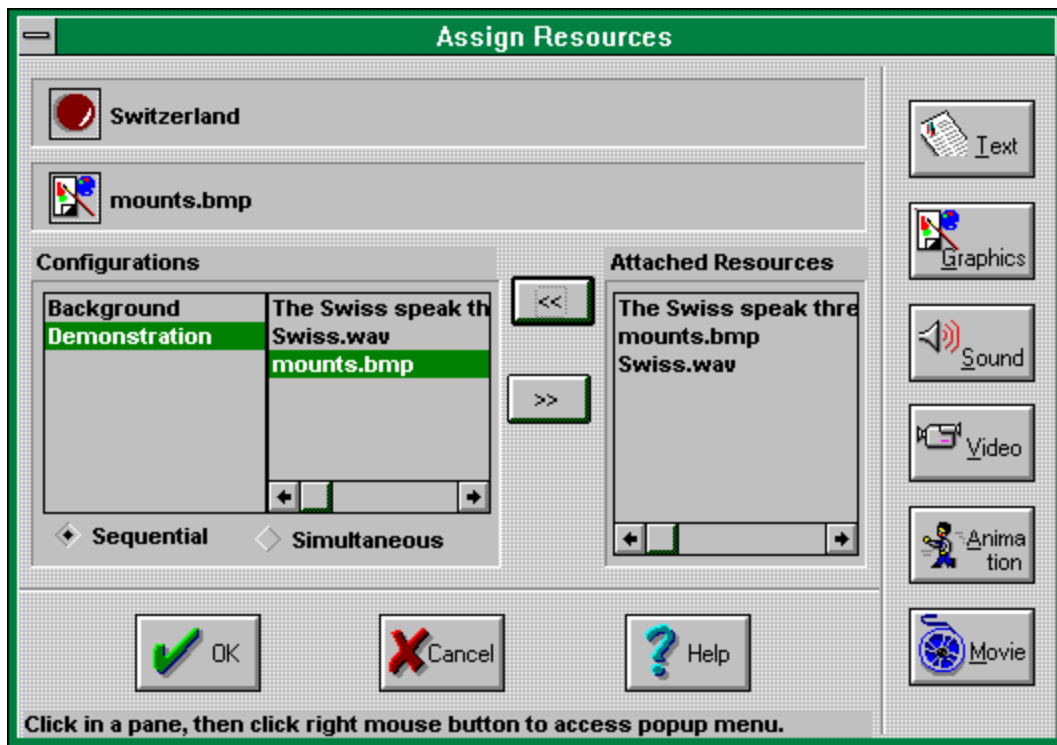 Assign Resources
Switzerland
mounts.bmp
Configurations
Background
Demonstration
The Swiss speak th
Swiss.wav
mounts.bmp
Sequential
Simultaneous
<<
>>
Attached Resources
The Swiss speak thre
mounts.bmp
Swiss.wav
Text
Graphics
Sound
Video
Anima
tion
Movie
OK
Cancel
Help
Click in a pane, then click right mouse button to access popup menu.